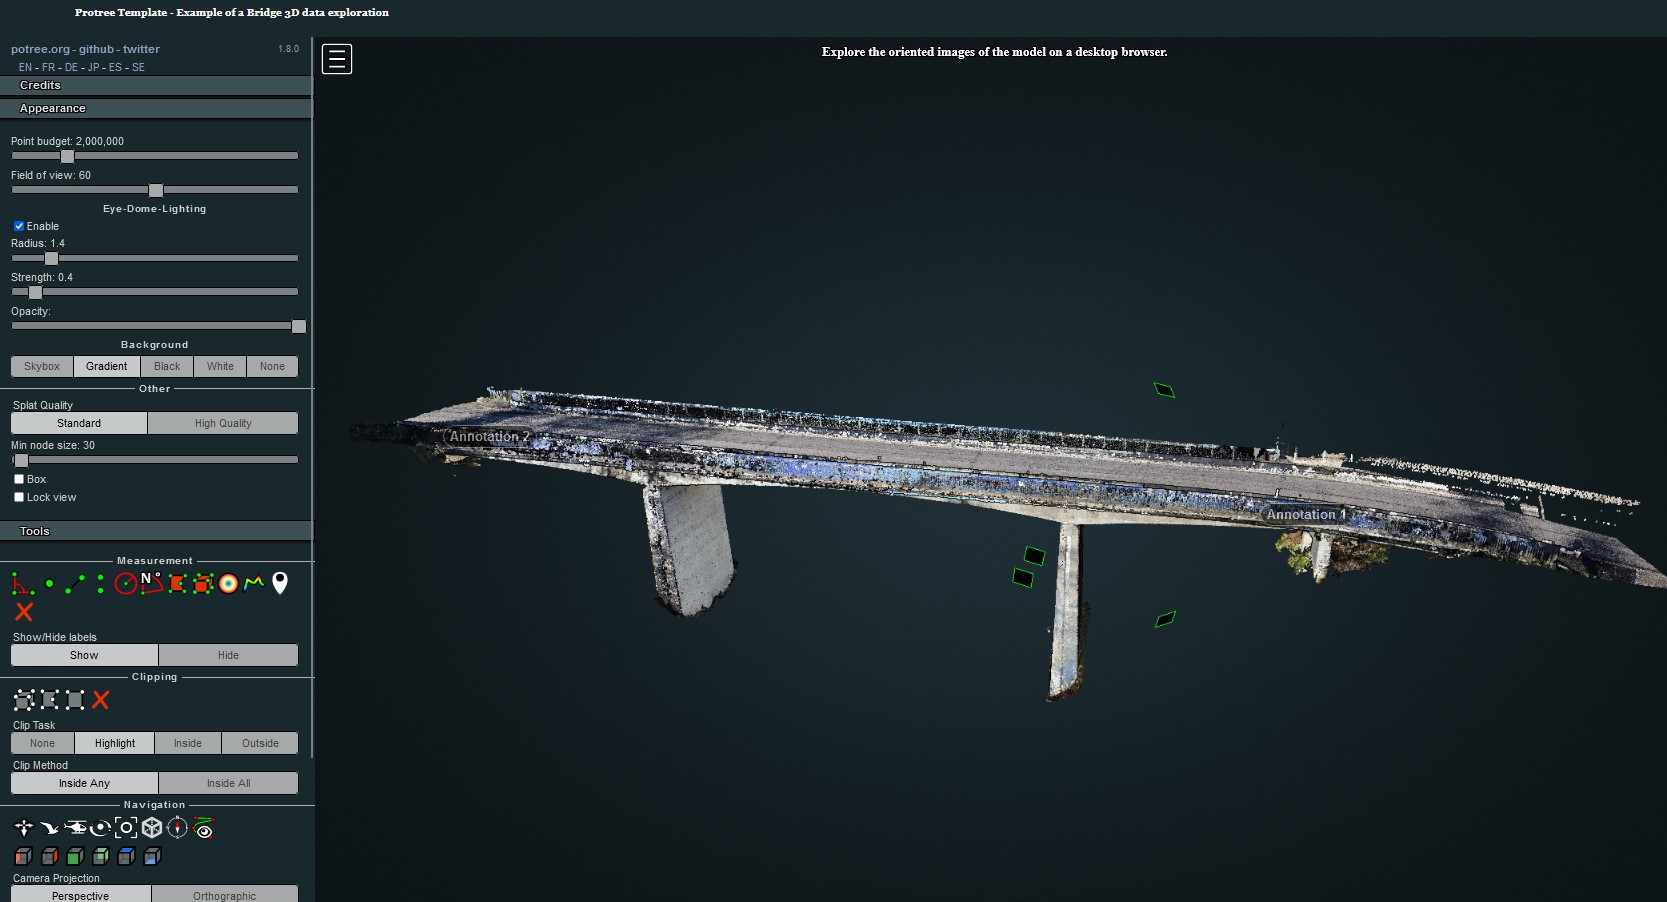 Protree Template - Example of a Bridge 3D data exploration
potree.org - github - twitter 1.8.0
EN - FR - DE - JP - ES - SE
Credits
Appearance
Point budget: 2,000,000
Field of view: 60
Eye-Dome-Lighting
Enable
Radius: 1.4
Strength: 0.4
Opacity:
Background
Skybox Gradient Black White None
Other
Splat Quality
Standard High Quality
Min node size: 30
Box
Lock view
Tools
Measurement
N°
Show/Hide labels
Show Hide
Clipping
Clip Task
None Highlight Inside Outside
Clip Method
Inside Any Inside All
Navigation
Camera Projection
Perspective Orthographic
Explore the oriented images of the model on a desktop browser.
Annotation 2
Annotation 1